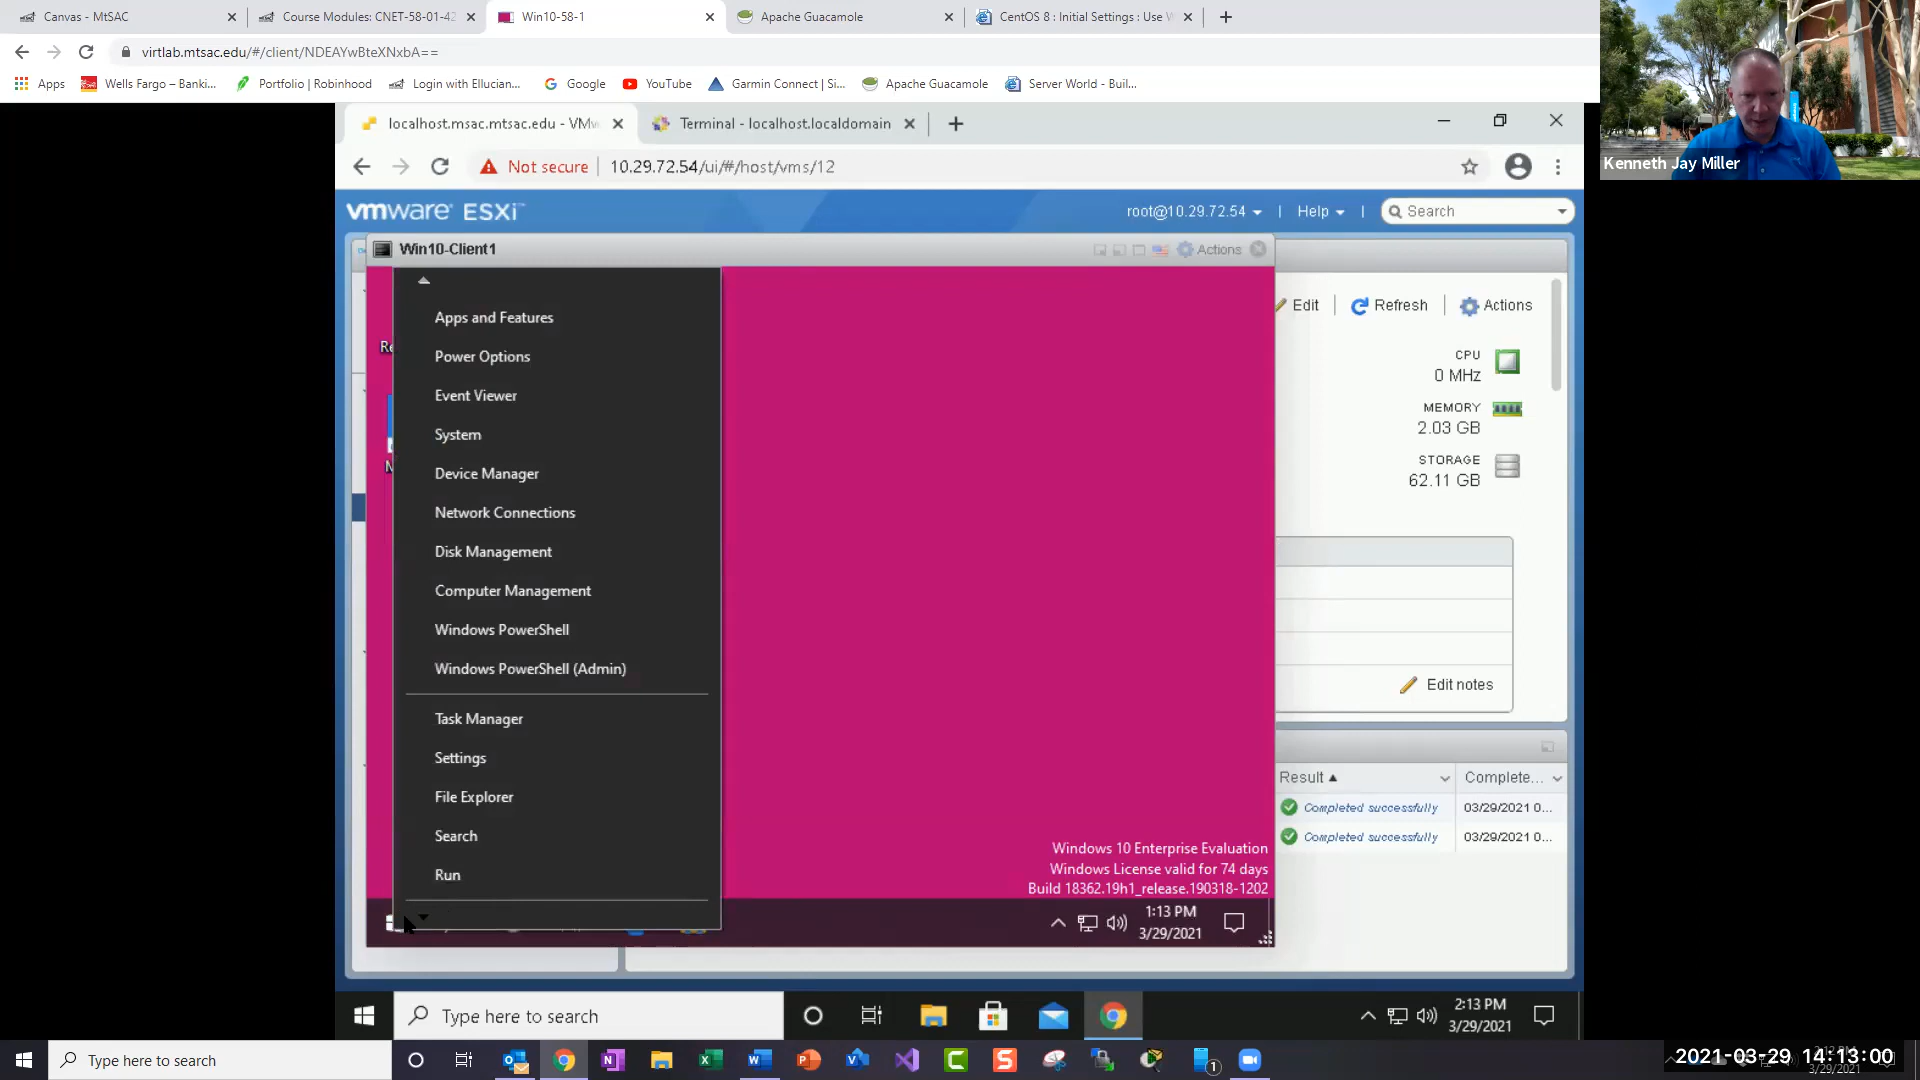 Canvas - MtSAC
Course Modules: CNET-58-01-42
Win10-58-1
Apache Guacamole
CentOS 8 : Initial Settings : Use W
virtlab.mtsac.edu/#/client/NDEAYwBteXNxbA==
Apps
Wells Fargo – Banki...
Portfolio | Robinhood
Login with Ellucian...
Google
YouTube
Garmin Connect | Si...
Apache Guacamole
Server World - Buil...
Kenneth Jay Miller
localhost.msac.mtsac.edu - VMw
Terminal - localhost.localdomain
Not secure
10.29.72.54/ui/#/host/vms/12
vmware ESXi
root@10.29.72.54
Help
Search
Win10-Client1
Actions
Edit
Refresh
Actions
CPU
0 MHz
MEMORY
2.03 GB
STORAGE
62.11 GB
Edit notes
Apps and Features
Power Options
Event Viewer
System
Device Manager
Network Connections
Disk Management
Computer Management
Windows PowerShell
Windows PowerShell (Admin)
Task Manager
Settings
File Explorer
Search
Run
Result
Complete...
Completed successfully
03/29/2021 0...
Completed successfully
03/29/2021 0...
Windows 10 Enterprise Evaluation
Windows License valid for 74 days
Build 18362.19h1_release.190318-1202
1:13 PM
3/29/2021
Type here to search
2:13 PM
3/29/2021
Type here to search
2021-03-29 14:13:00
3/29/2021